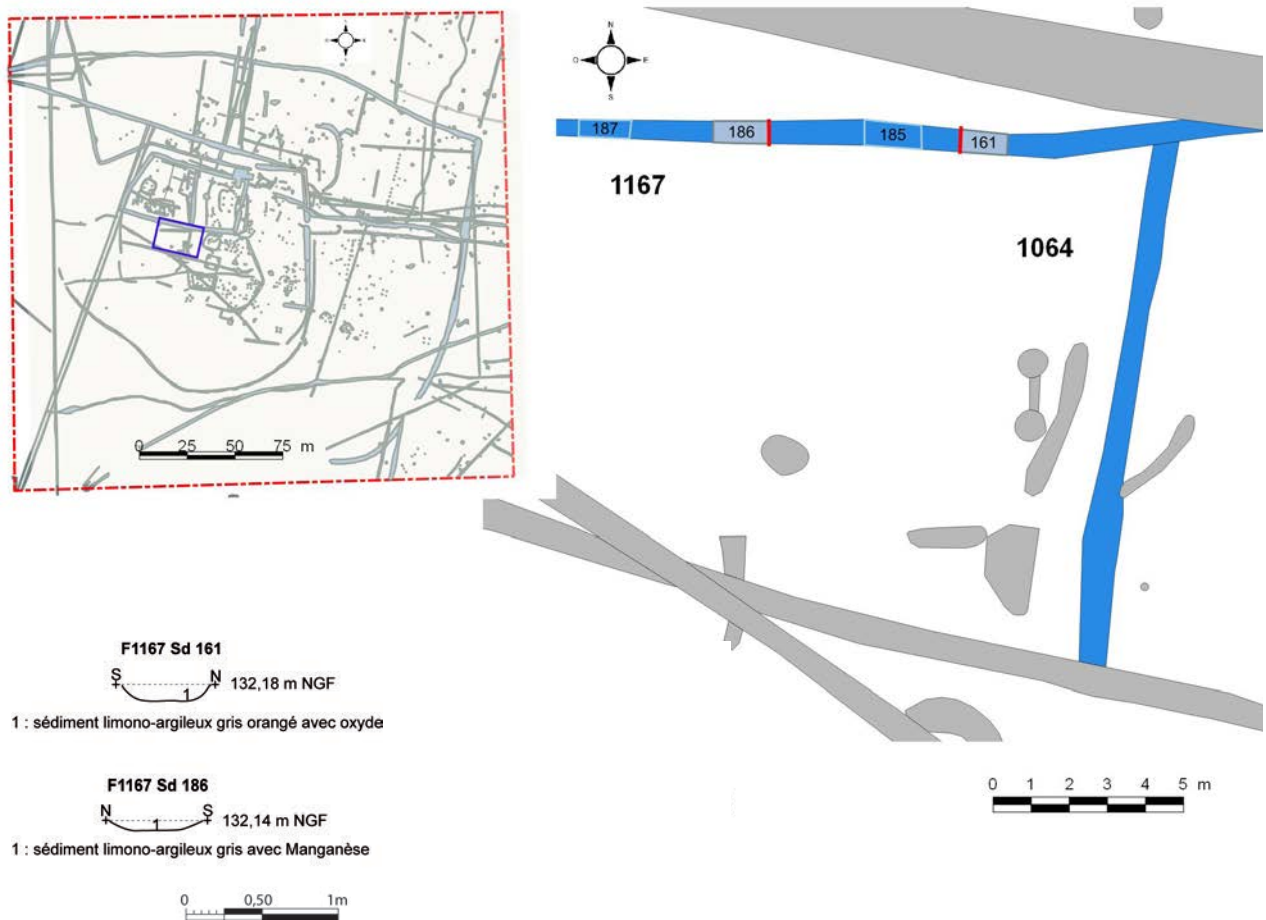 0 25 50 75 m
N
O E
S
187 186 185 161
1167
1064
F1167 Sd 161
S N
1 132,18 m NGF
1 : sédiment limono-argileux gris orangé avec oxyde
F1167 Sd 186
N S
1 132,14 m NGF
1 : sédiment limono-argileux gris avec Manganèse
0 0,50 1m
0 1 2 3 4 5 m